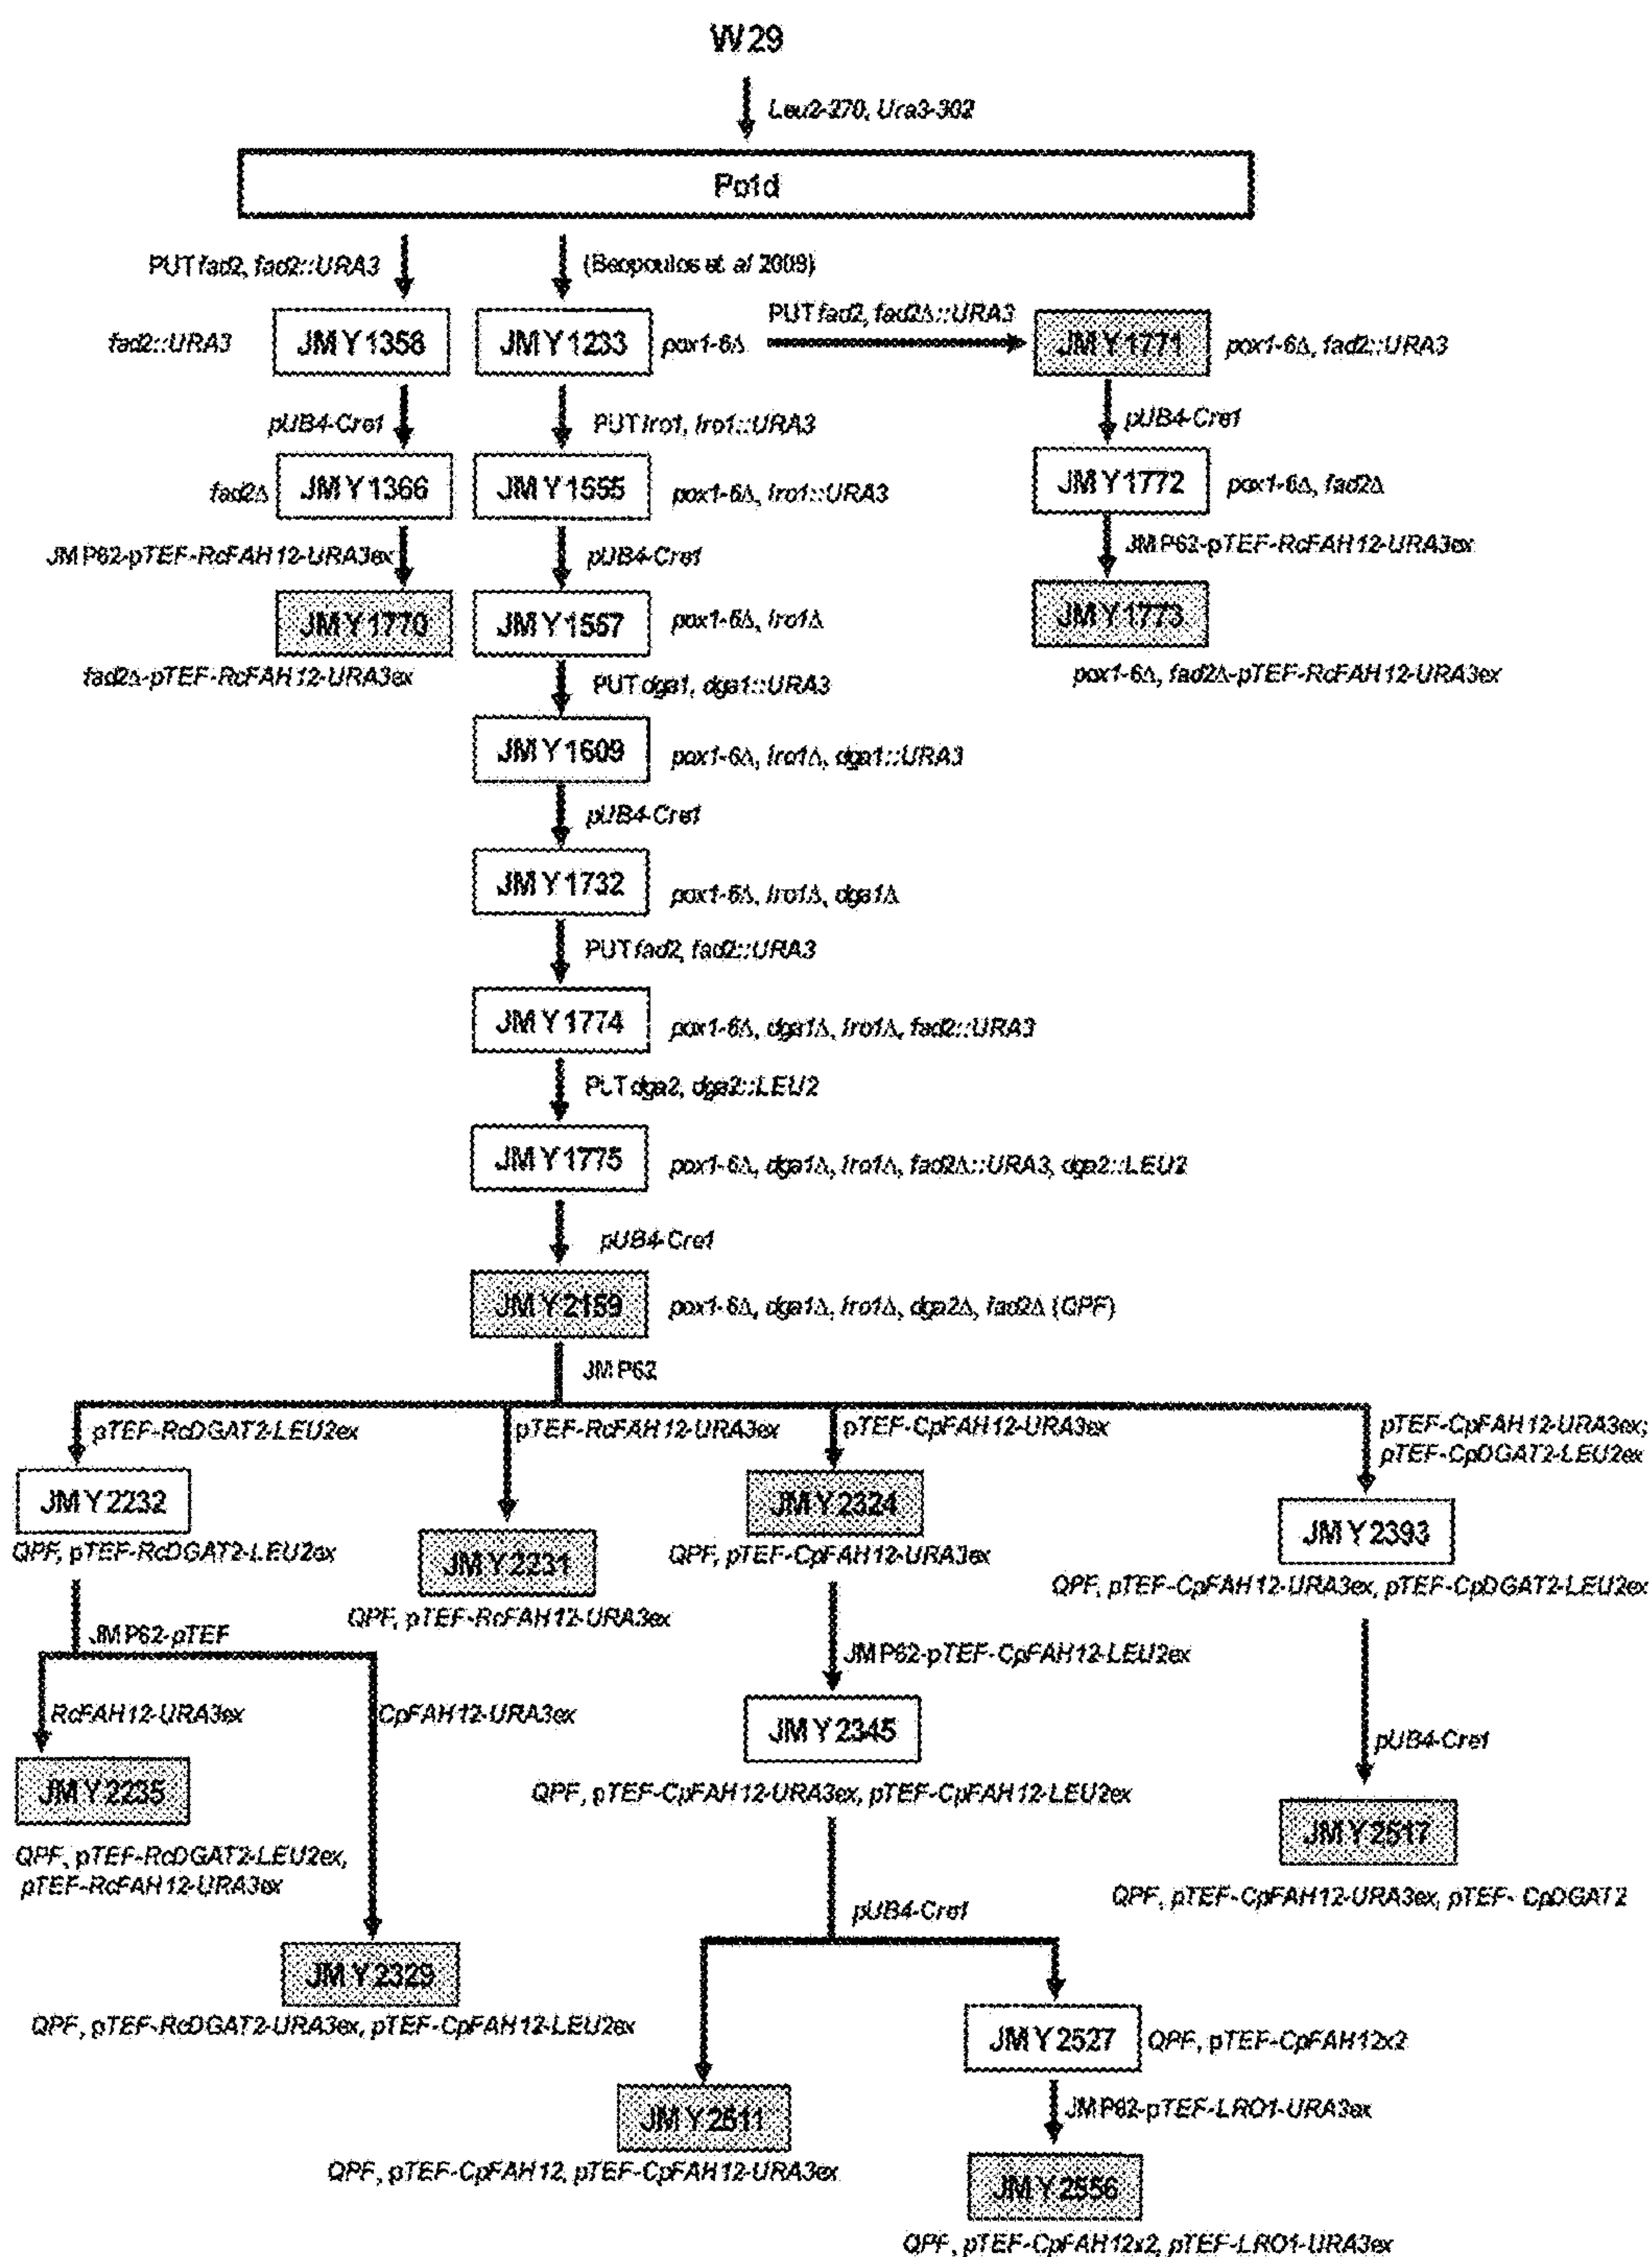 W29
Leu2-270, Ura3-302
Po1d
PUT fad2, fad2::URA3
(Beopoulos et. al 2008)
PUT fad2, fad2Δ::URA3
fad2::URA3
JMY1358
JMY1233
pox1-6Δ
JMY1771
pox1-6Δ, fad2::URA3
pUB4-Cre1
PUT lro1, lro1::URA3
pUB4-Cre1
fad2Δ
JMY1366
JMY1555
pox1-6Δ, lro1::URA3
JMY1772
pox1-6Δ, fad2Δ
JMP62-pTEF-RcFAH12-URA3ex
pUB4-Cre1
JMP62-pTEF-RcFAH12-URA3ex
JMY1770
JMY1557
pox1-6Δ, lro1Δ
JMY1773
fad2Δ-pTEF-RcFAH12-URA3ex
PUT dga1, dga1::URA3
pox1-6Δ, fad2Δ-pTEF-RcFAH12-URA3ex
JMY1609
pox1-6Δ, lro1Δ, dga1::URA3
pUB4-Cre1
JMY1732
pox1-6Δ, lro1Δ, dga1Δ
PUT fad2, fad2::URA3
JMY1774
pox1-6Δ, dga1Δ, lro1Δ, fad2::URA3
PLT dga2, dga2::LEU2
JMY1775
pox1-6Δ, dga1Δ, lro1Δ, fad2Δ::URA3, dga2::LEU2
pUB4-Cre1
JMY2159
pox1-6Δ, dga1Δ, lro1Δ, dga2Δ, fad2Δ (QPF)
JMP62
pTEF-RcDGAT2-LEU2ex
pTEF-RcFAH12-URA3ex
pTEF-CpFAH12-URA3ex
pTEF-CpFAH12-URA3ex;
pTEF-CpDGAT2-LEU2ex
JMY2232
JMY2324
JMY2393
QPF, pTEF-RcDGAT2-LEU2ex
JMY2231
QPF, pTEF-CpFAH12-URA3ex
QPF, pTEF-CpFAH12-URA3ex, pTEF-CpDGAT2-LEU2ex
QPF, pTEF-RcFAH12-URA3ex
JMP62-pTEF
JMP62-pTEF-CpFAH12-LEU2ex
RcFAH12-URA3ex
CpFAH12-URA3ex
JMY2345
pUB4-Cre1
JMY2235
QPF, pTEF-CpFAH12-URA3ex, pTEF-CpFAH12-LEU2ex
JMY2517
QPF, pTEF-RcDGAT2-LEU2ex,
pTEF-RcFAH12-URA3ex
QPF, pTEF-CpFAH12-URA3ex, pTEF- CpDGAT2
pUB4-Cre1
JMY2329
QPF, pTEF-RcDGAT2-URA3ex, pTEF-CpFAH12-LEU2ex
JMY2527
QPF, pTEF-CpFAH12x2
JMY2511
JMP62-pTEF-LRO1-URA3ex
QPF, pTEF-CpFAH12, pTEF-CpFAH12-URA3ex
JMY2556
QPF, pTEF-CpFAH12x2, pTEF-LRO1-URA3ex